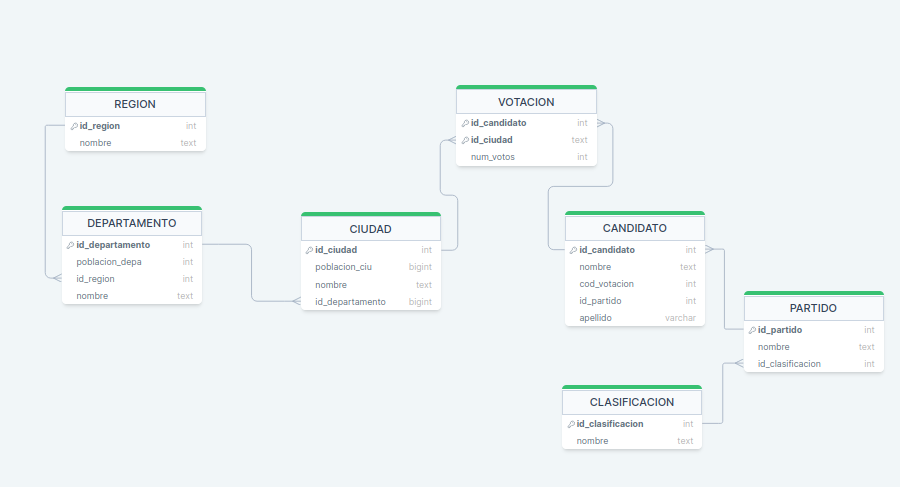 REGION
id_region int
nombre text
VOTACION
id_candidato int
id_ciudad text
num_votos int
DEPARTAMENTO
id_departamento int
poblacion_depa int
id_region int
nombre text
CIUDAD
id_ciudad int
poblacion_ciu bigint
nombre text
id_departamento bigint
CANDIDATO
id_candidato int
nombre text
cod_votacion int
id_partido int
apellido varchar
PARTIDO
id_partido int
nombre text
id_clasificacion int
CLASIFICACION
id_clasificacion int
nombre text